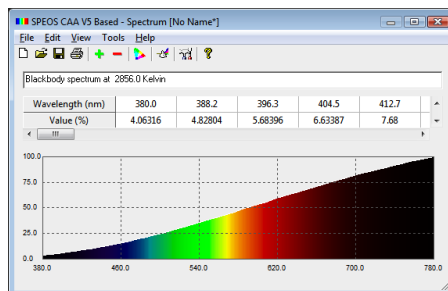 SPEOS CAA V5 Based - Spectrum [No Name*]
File Edit View Tools Help
Blackbody spectrum at 2856.0 Kelvin
Wavelength (nm) 380.0 388.2 396.3 404.5 412.7
Value (%) 4.06316 4.82804 5.68396 6.63387 7.68
100.0
75.0
50.0
25.0
0.0
380.0 460.0 540.0 620.0 700.0 780.0